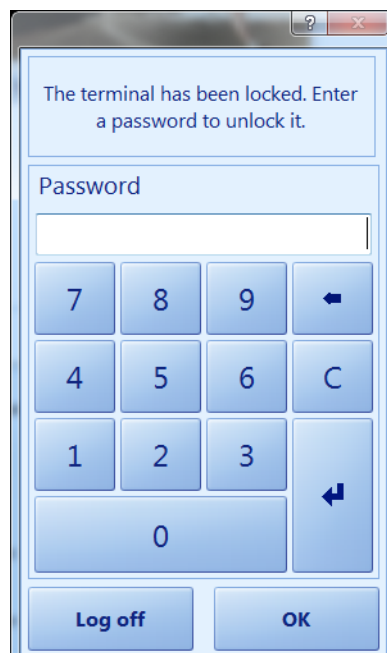 ?
x
The terminal has been locked. Enter
a password to unlock it.
Passwo
7 8 9
4 5 6 C
1 2 3
0
Log off OK